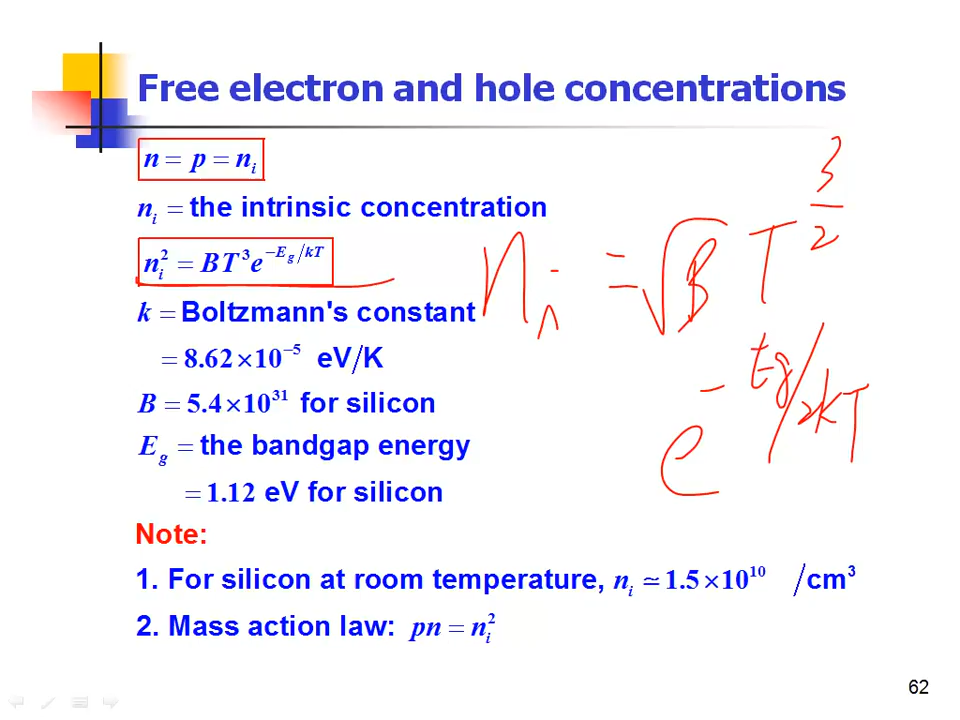 Free electron and hole concentrations
n = p = nᵢ
nᵢ = the intrinsic concentration
nᵢ² = BT³e^(−E_g/kT)
nᵢ = √B T^(3/2)
e^(−Eg/2kT)
k = Boltzmann's constant
= 8.62×10⁻⁵ eV/K
B = 5.4×10³¹ for silicon
E_g = the bandgap energy
= 1.12 eV for silicon
Note:
1. For silicon at room temperature, nᵢ ≃ 1.5×10¹⁰ /cm³
2. Mass action law: pn = nᵢ²
62